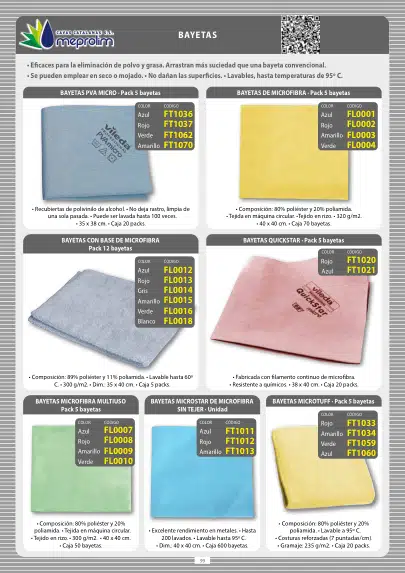 CATAS CATALANAS S.L.
meprolim
BAYETAS
• Eficaces para la eliminación de polvo y grasa. Arrastran más suciedad que una bayeta convencional.
• Se pueden emplear en seco o mojado. • No dañan las superficies. • Lavables, hasta temperaturas de 95º C.
BAYETAS PVA MICRO - Pack 5 bayetas
COLOR CÓDIGO
Azul FT1036
Rojo FT1037
Verde FT1062
Amarillo FT1070
vileda
PROFESSIONAL
PVAmicro
• Recubiertas de polivinilo de alcohol. • No deja rastro, limpia de
una sola pasada. • Puede ser lavada hasta 100 veces.
• 35 x 38 cm. • Caja 20 packs.
BAYETAS DE MICROFIBRA - Pack 5 bayetas
COLOR CÓDIGO
Azul FL0001
Rojo FL0002
Amarillo FL0003
Verde FL0004
• Composición: 80% poliéster y 20% poliamida.
• Tejida en máquina circular. •Tejido en rizo. • 320 g/m2.
• 40 x 40 cm. • Caja 70 bayetas.
BAYETAS CON BASE DE MICROFIBRA
Pack 12 bayetas
COLOR CÓDIGO
Azul FL0012
Rojo FL0013
Gris FL0014
Amarillo FL0015
Verde FL0016
Blanco FL0018
• Composición: 89% poliéster y 11% poliamida. • Lavable hasta 60º
C. • 300 g/m2. • Dim.: 35 x 40 cm. • Caja 5 packs.
BAYETAS QUICKSTAR - Pack 5 bayetas
COLOR CÓDIGO
Rojo FT1020
Azul FT1021
vileda
PROFESSIONAL
QuickStar
micro
• Fabricada con filamento continuo de microfibra.
• Resistente a químicos. • 38 x 40 cm. • Caja 20 packs.
BAYETAS MICROFIBRA MULTIUSO
Pack 5 bayetas
COLOR CÓDIGO
Azul FL0007
Rojo FL0008
Amarillo FL0009
Verde FL0010
• Composición: 80% poliéster y 20%
poliamida. • Tejida en máquina circular.
• Tejido en rizo. • 300 g/m2. • 40 x 40 cm.
• Caja 50 bayetas.
BAYETAS MICROSTAR DE MICROFIBRA
SIN TEJER - Unidad
COLOR CÓDIGO
Azul FT1011
Rojo FT1012
Amarillo FT1013
• Excelente rendimiento en metales. • Hasta
200 lavados. • Lavable hasta 95º C.
• Dim.: 40 x 40 cm. • Caja 600 bayetas.
BAYETAS MICROTUFF - Pack 5 bayetas
COLOR CÓDIGO
Rojo FT1033
Amarillo FT1034
Verde FT1059
Azul FT1060
• Composición: 80% poliéster y 20%
poliamida. • Lavable a 95º C.
• Costuras reforzadas (7 puntadas/cm)
• Gramaje: 235 g/m2. • Caja 20 packs.